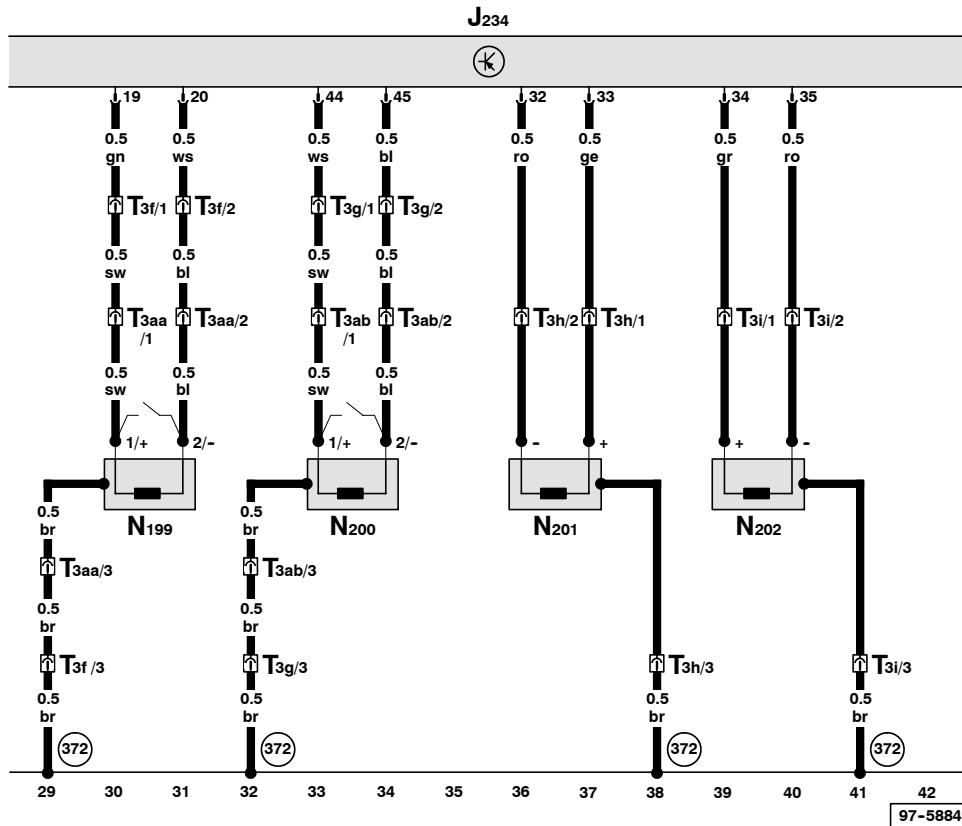 J234
19 20 44 45 32 33 34 35
0.5 0.5 0.5 0.5 0.5 0.5 0.5 0.5
gn ws ws bl ro ge gr ro
T3f/1 T3f/2 T3g/1 T3g/2
0.5 0.5 0.5 0.5
sw bl sw bl
T3aa/1 T3aa/2 T3ab/1 T3ab/2 T3h/2 T3h/1 T3i/1 T3i/2
0.5 0.5 0.5 0.5
sw bl sw bl
1/+ 2/- 1/+ 2/- - + + -
N199 N200 N201 N202
0.5 0.5
br br
T3aa/3 T3ab/3
0.5 0.5
br br
T3f /3 T3g/3 T3h/3 T3i/3
0.5 0.5 0.5 0.5
br br br br
372 372 372 372
29 30 31 32 33 34 35 36 37 38 39 40 41 42
97-5884